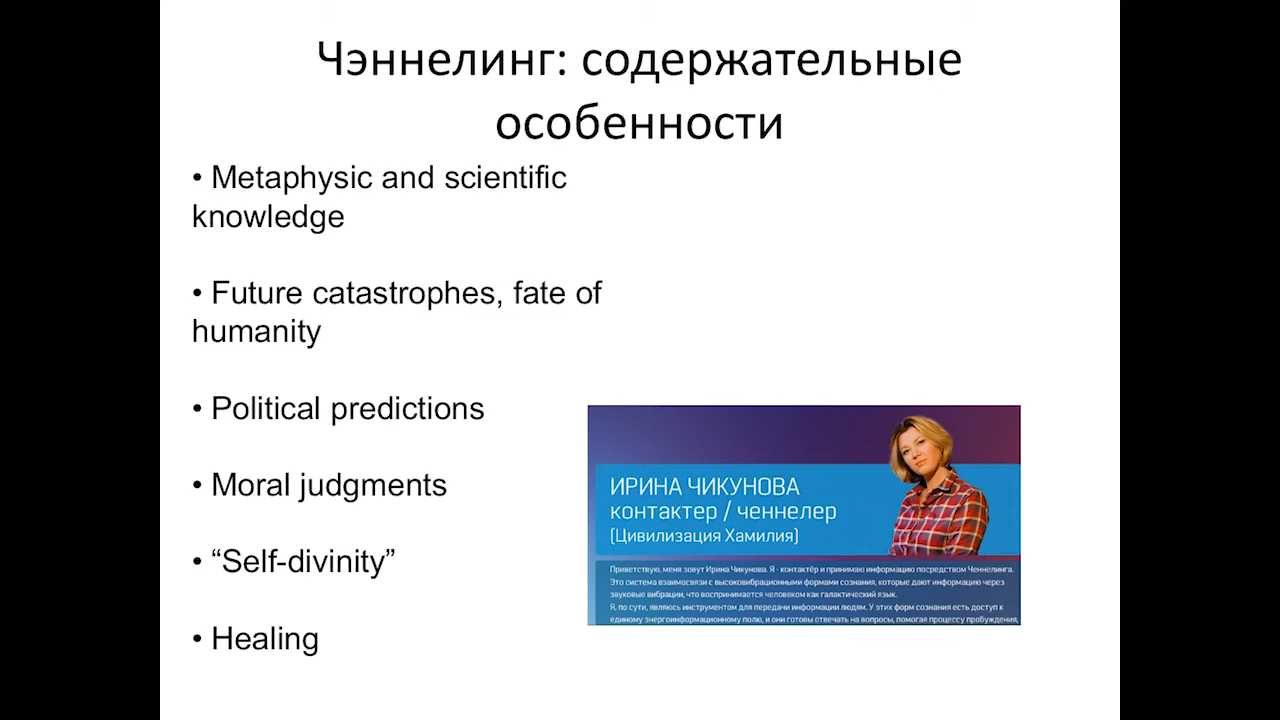 Чэннелинг: содержательные
особенности
• Metaphysic and scientific
knowledge
• Future catastrophes, fate of
humanity
• Political predictions
• Moral judgments
• “Self-divinity”
• Healing
ИРИНА ЧИКУНОВА
контактер / ченнелер
(Цивилизация Хамилия)
Приветствую, меня зовут Ирина Чикунова. Я - контактёр и принимаю информацию посредством Ченнелинга.
Это система взаимосвязи с высоковибрационными формами сознания, которые дают информацию через
звуковые вибрации, что воспринимается человеком как галактический язык.
Я, по сути, являюсь инструментом для передачи информации людям. У этих форм сознания есть доступ к
единому энергоинформационному полю, и они готовы отвечать на вопросы, помогая процессу пробуждения,